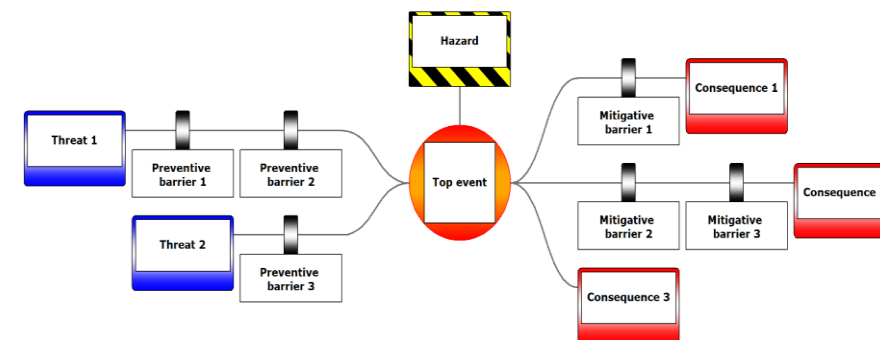 Hazard
Consequence 1
Mitigative
barrier 1
Threat 1
Preventive
barrier 1
Preventive
barrier 2
Top event
Consequence
Mitigative
barrier 2
Mitigative
barrier 3
Threat 2
Preventive
barrier 3
Consequence 3